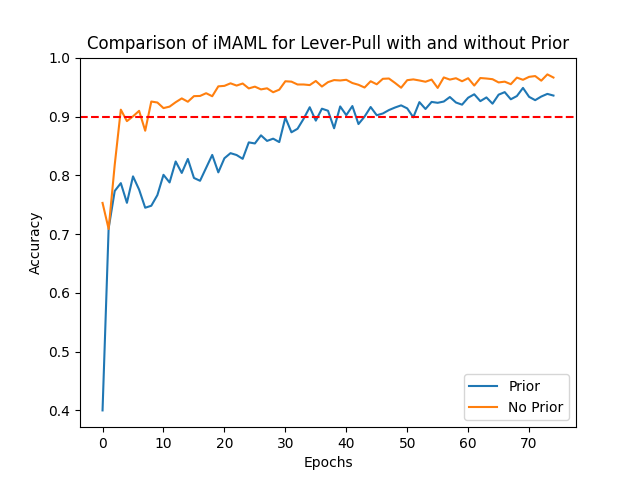 Comparison of iMAML for Lever-Pull with and without Prior
1.0
0.9
0.8
0.7
0.6
0.5
0.4
Accuracy
0 10 20 30 40 50 60 70
Epochs
Prior
No Prior